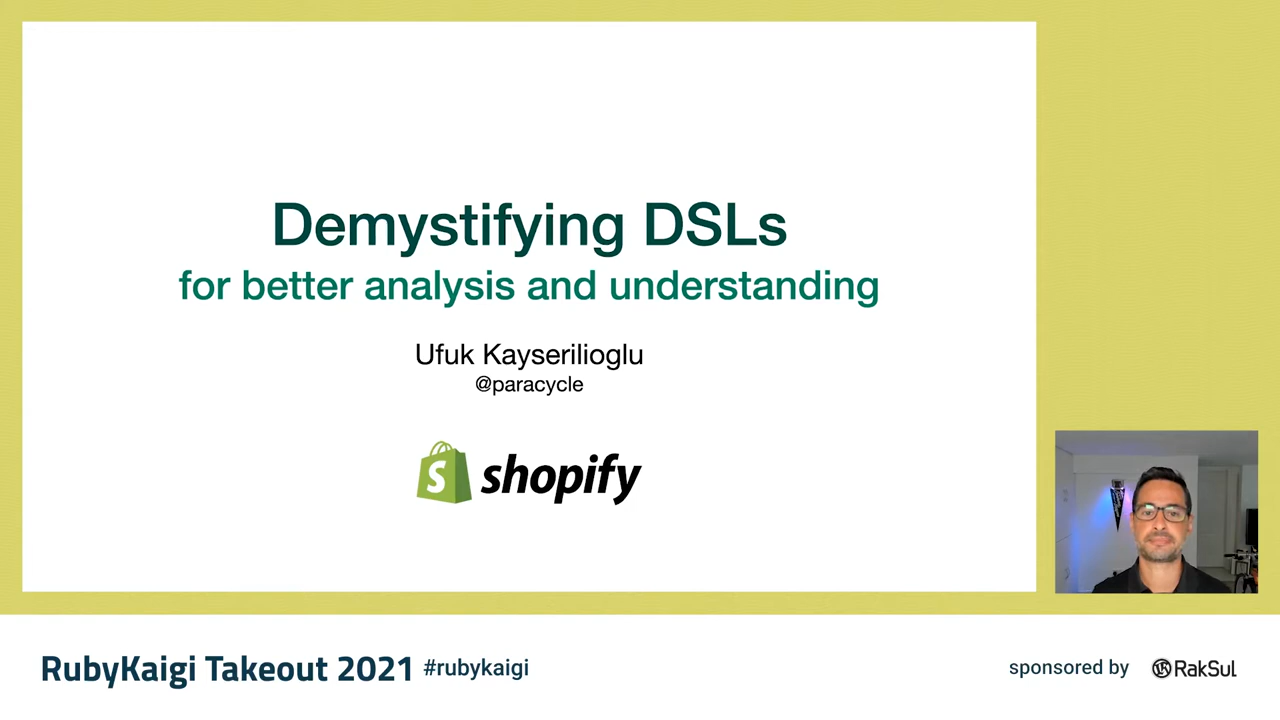 Demystifying DSLs
for better analysis and understanding
Ufuk Kayserilioglu
@paracycle
shopify
RubyKaigi Takeout 2021 #rubykaigi
sponsored by RakSul